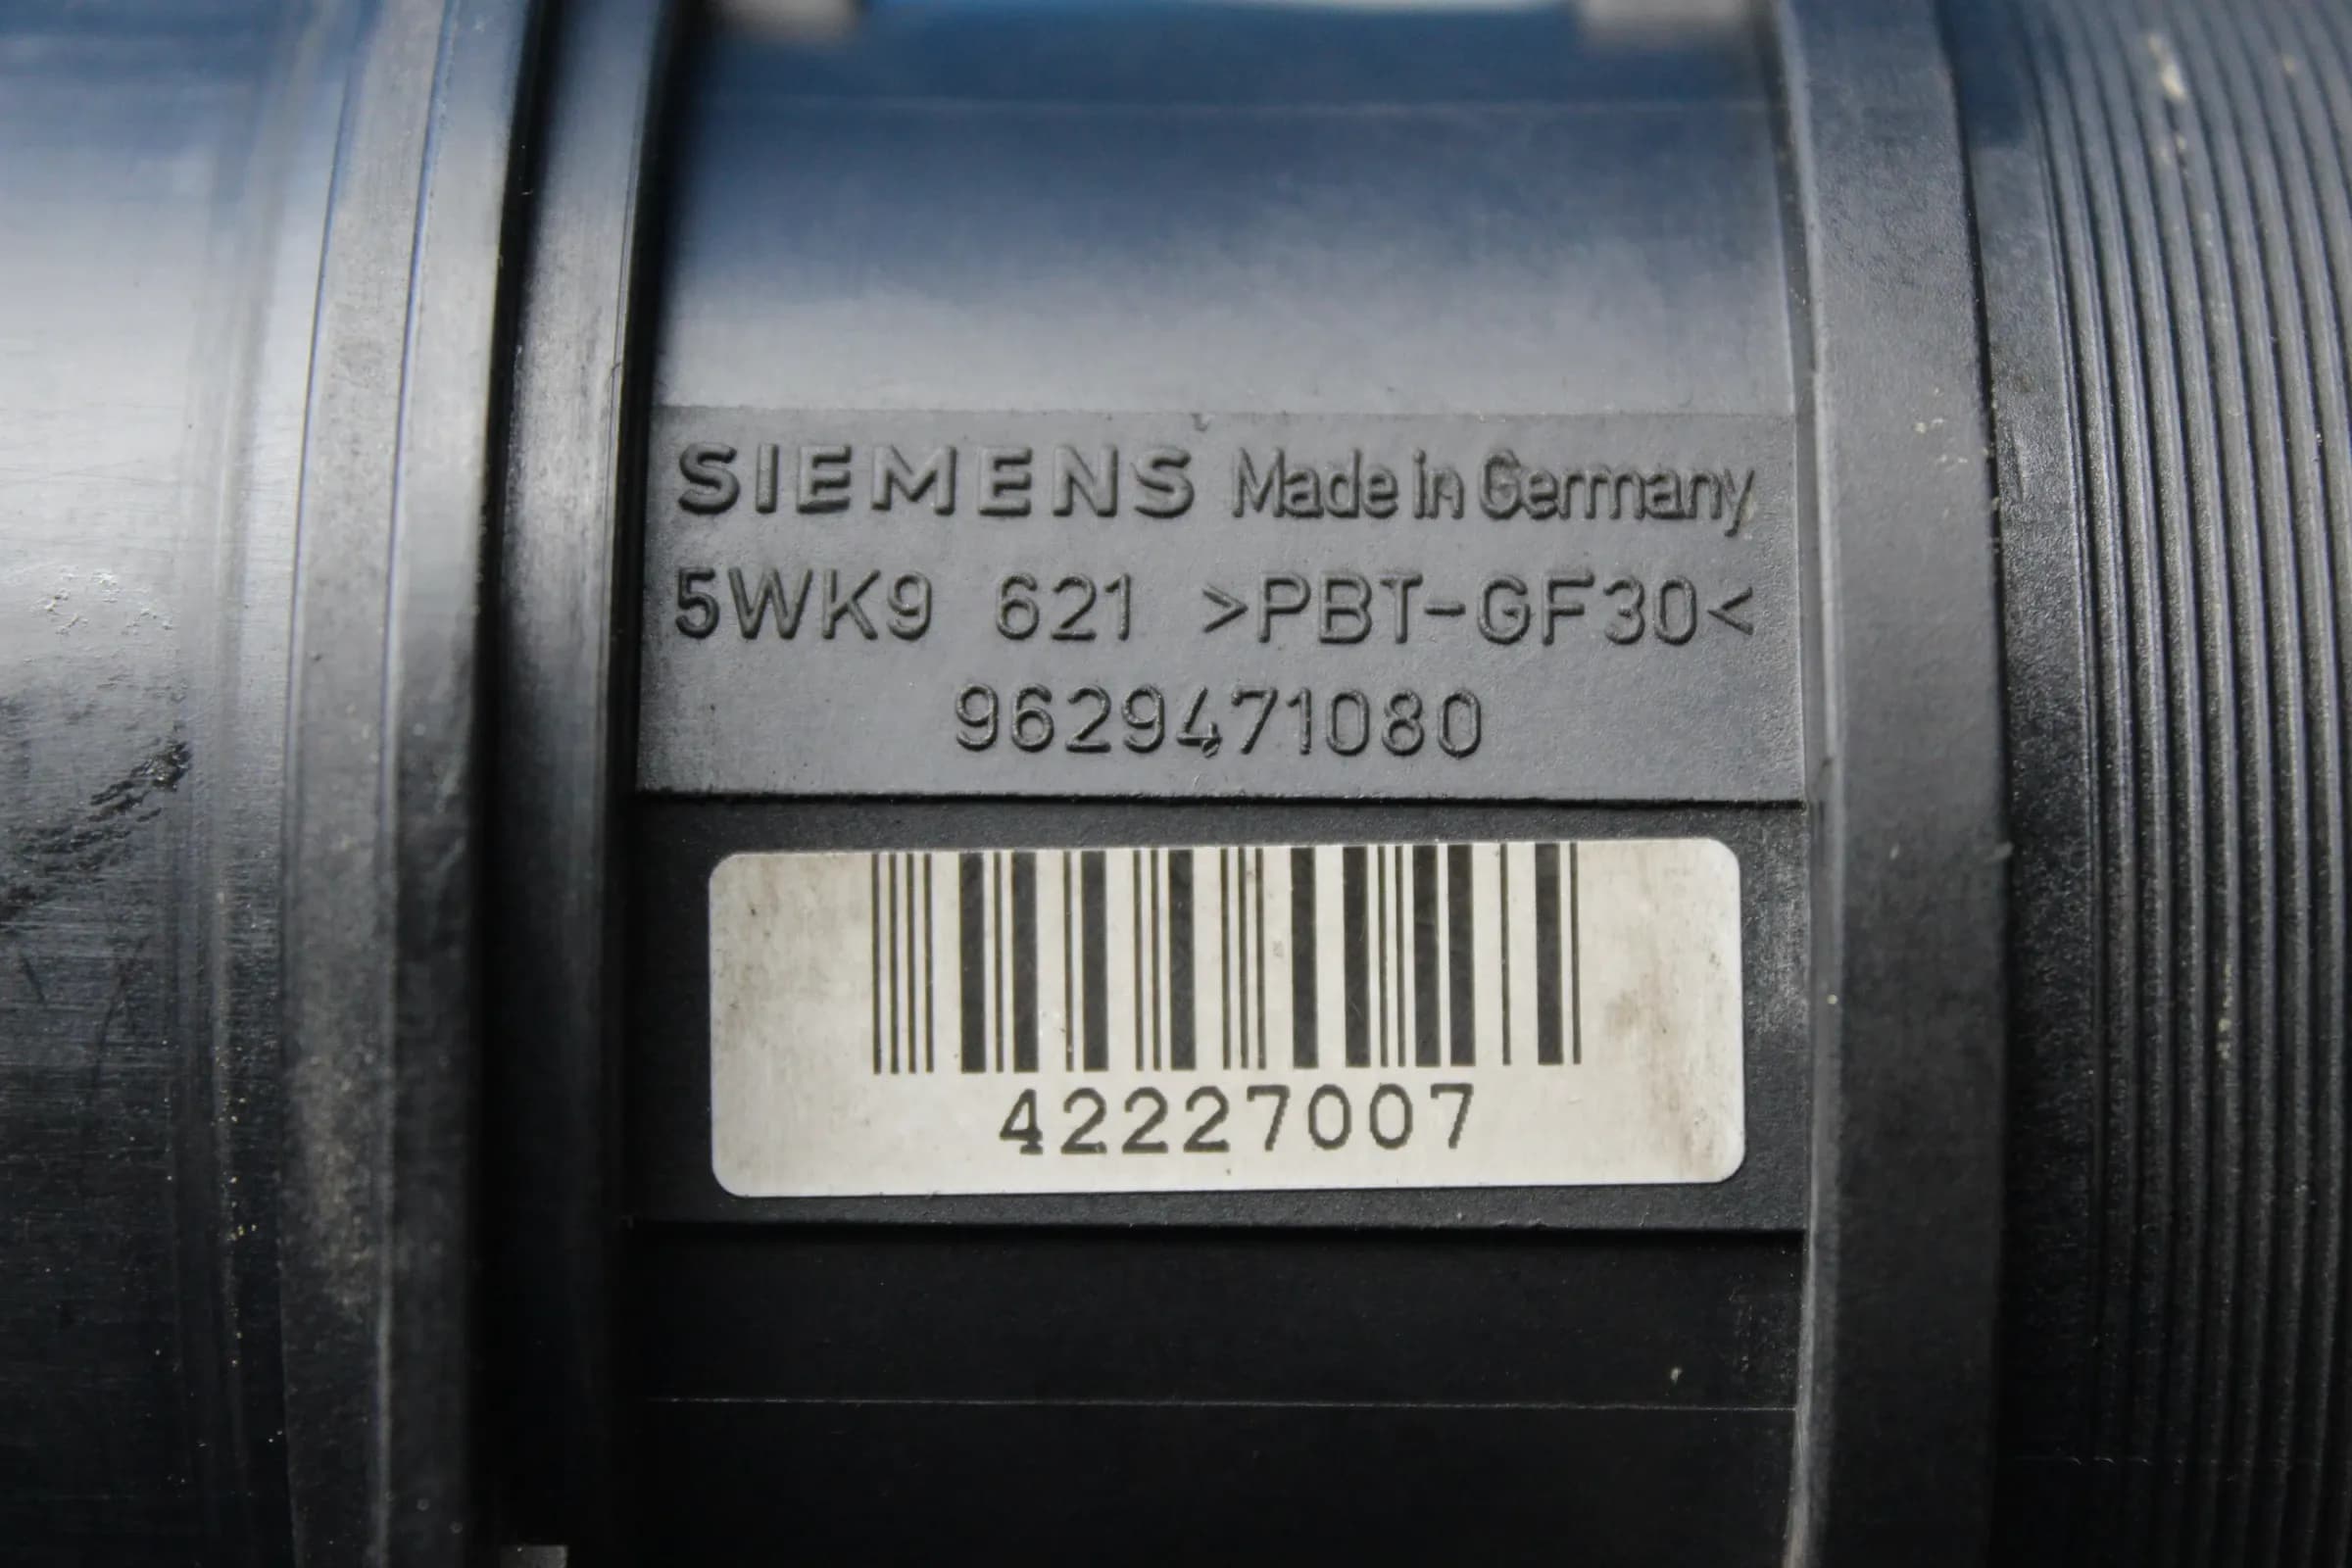 SIEMENS Made in Germany
5WK9 621 >PBT-GF30<
9629471080
42227007